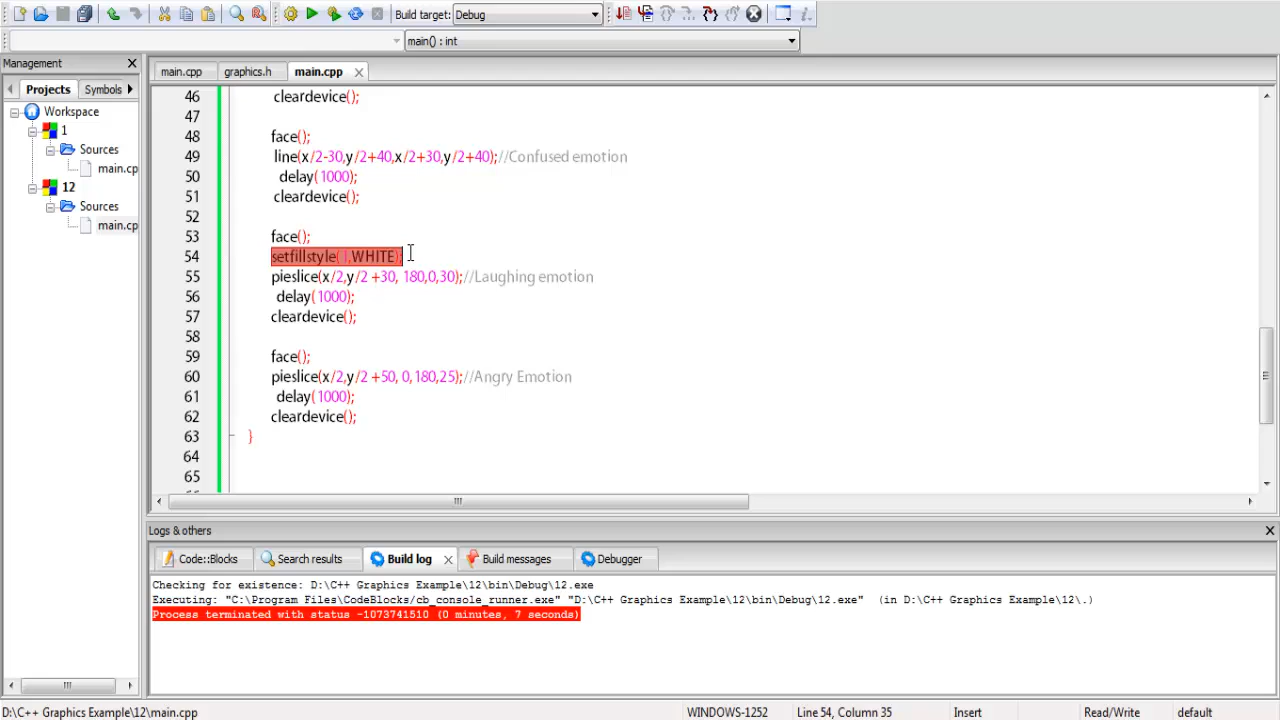 Build target: Debug
main() : int
Management
Projects Symbols
main.cpp graphics.h main.cpp
Workspace
1
Sources
main.cp
12
Sources
main.cp
46 cleardevice();
47
48 face();
49 line(x/2-30,y/2+40,x/2+30,y/2+40);//Confused emotion
50 delay(1000);
51 cleardevice();
52
53 face();
54 setfillstyle(1,WHITE);
55 pieslice(x/2,y/2 +30, 180,0,30);//Laughing emotion
56 delay(1000);
57 cleardevice();
58
59 face();
60 pieslice(x/2,y/2 +50, 0,180,25);//Angry Emotion
61 delay(1000);
62 cleardevice();
63 }
64
65
Logs & others
Code::Blocks Search results Build log Build messages Debugger
Checking for existence: D:\C++ Graphics Example\12\bin\Debug\12.exe
Executing: "C:\Program Files\CodeBlocks/cb_console_runner.exe" "D:\C++ Graphics Example\12\bin\Debug\12.exe"  (in D:\C++ Graphics Example\12\.)
Process terminated with status -1073741510 (0 minutes, 7 seconds)
D:\C++ Graphics Example\12\main.cpp WINDOWS-1252 Line 54, Column 35 Insert Read/Write default